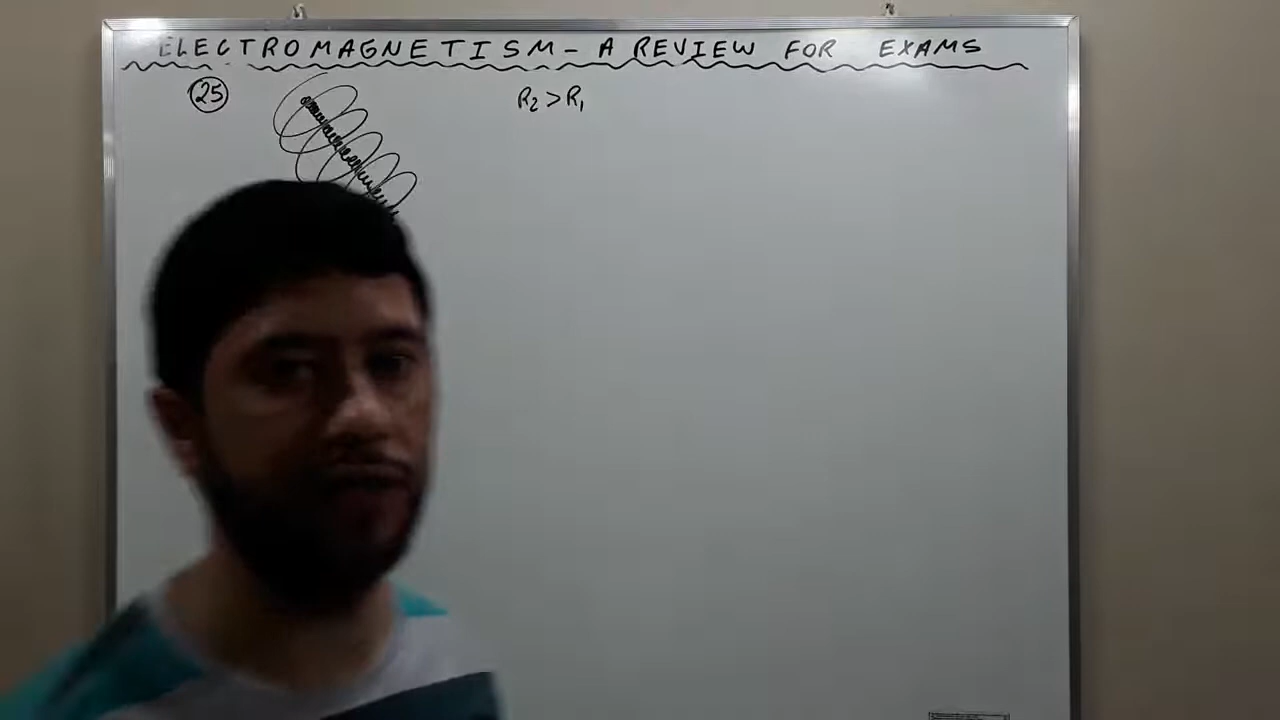 ELECTROMAGNETISM - A REVIEW FOR EXAMS
25
R₂ > R₁